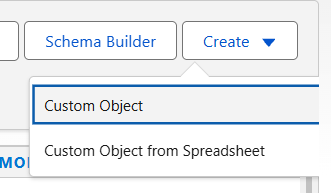 Schema Builder
Create
Custom Object
Custom Object from Spreadsheet